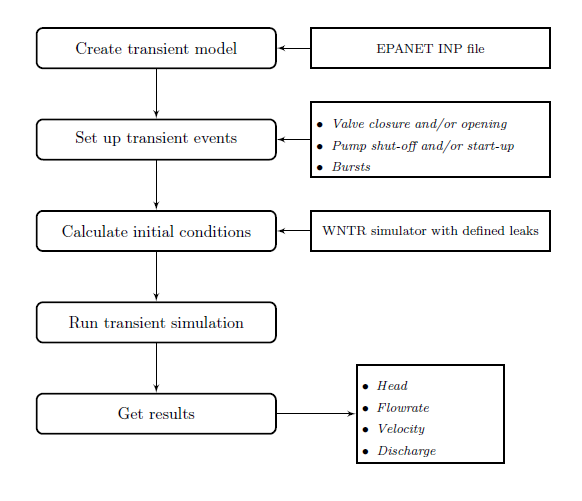 Create transient model
EPANET INP file
Set up transient events
• Valve closure and/or opening
• Pump shut-off and/or start-up
• Bursts
Calculate initial conditions
WNTR simulator with defined leaks
Run transient simulation
Get results
• Head
• Flowrate
• Velocity
• Discharge